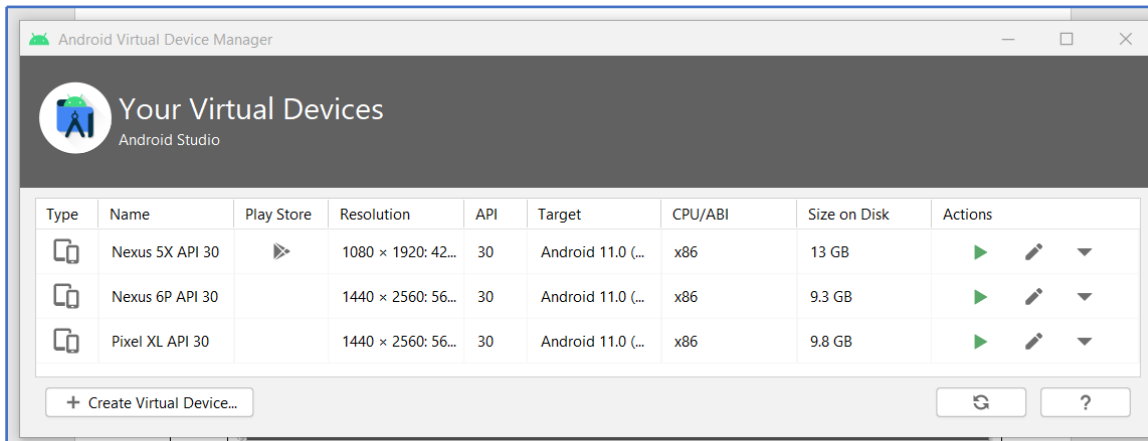 Android Virtual Device Manager
Your Virtual Devices
Android Studio
Type Name Play Store Resolution API Target CPU/ABI Size on Disk Actions
Nexus 5X API 30 1080 × 1920: 42... 30 Android 11.0 (... x86 13 GB
Nexus 6P API 30 1440 × 2560: 56... 30 Android 11.0 (... x86 9.3 GB
Pixel XL API 30 1440 × 2560: 56... 30 Android 11.0 (... x86 9.8 GB
+ Create Virtual Device... ?